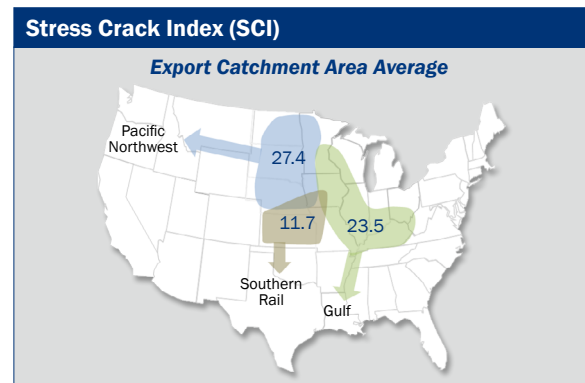 Stress Crack Index (SCI)
Export Catchment Area Average
Pacific
Northwest
27.4
11.7
23.5
Southern
Rail
Gulf